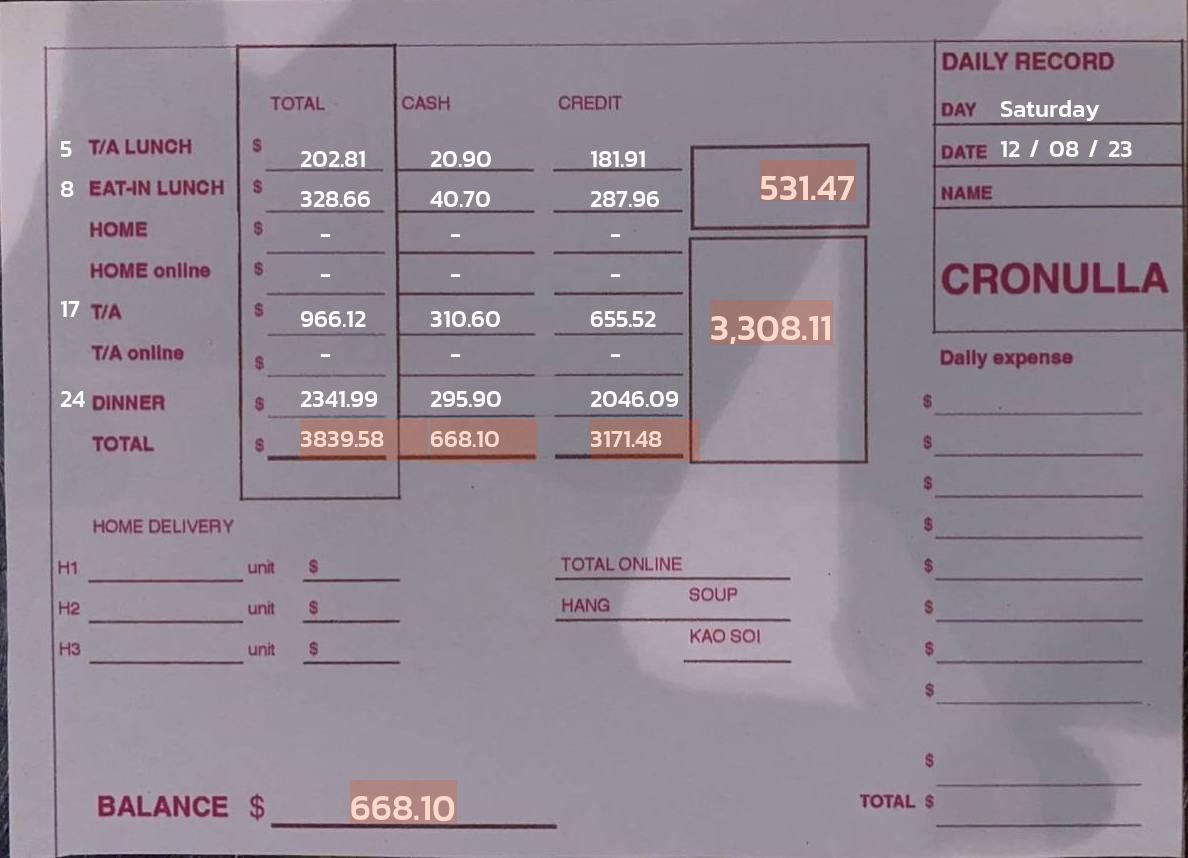 DAILY RECORD
DAY Saturday
DATE 12 / 08 / 23
NAME
CRONULLA
TOTAL CASH CREDIT
5 T/A LUNCH $ 202.81 20.90 181.91
8 EAT-IN LUNCH $ 328.66 40.70 287.96
531.47
HOME $ - - -
HOME online $ - - -
17 T/A $ 966.12 310.60 655.52
3,308.11
T/A online $ - - -
24 DINNER $ 2341.99 295.90 2046.09
TOTAL $ 3839.58 668.10 3171.48
Daily expense
$
$
$
$
$
$
$
$
$
TOTAL $
HOME DELIVERY
H1 unit $
H2 unit $
H3 unit $
TOTAL ONLINE
HANG SOUP
KAO SOI
BALANCE $ 668.10